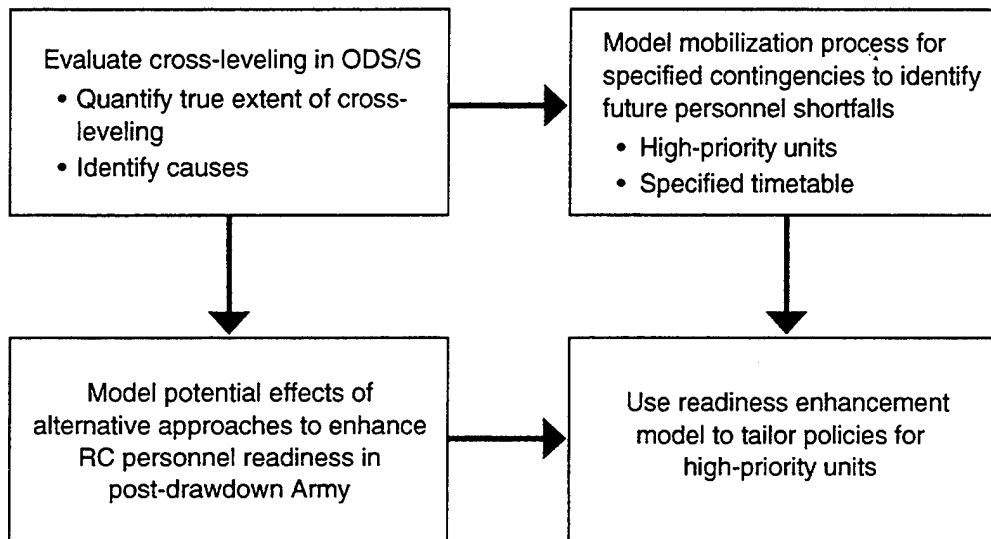 Evaluate cross-leveling in ODS/S
• Quantify true extent of cross-
leveling
• Identify causes
Model mobilization process for
specified contingencies to identify
future personnel shortfalls
• High-priority units
• Specified timetable
Model potential effects of
alternative approaches to enhance
RC personnel readiness in
post-drawdown Army
Use readiness enhancement
model to tailor policies for
high-priority units